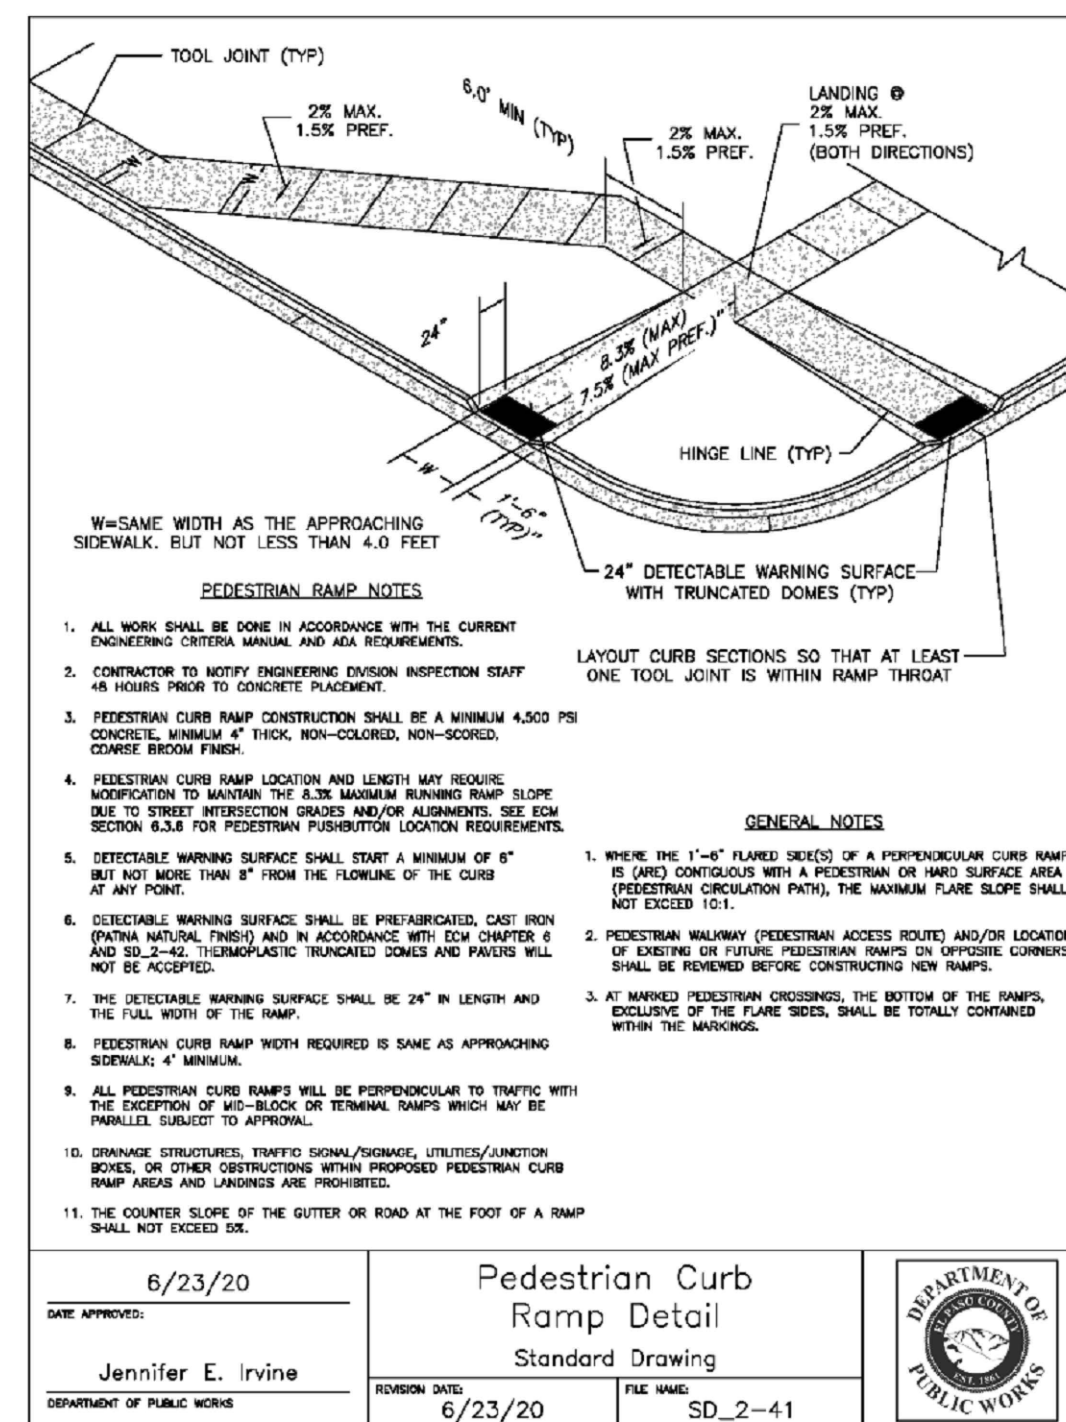 TOOL JOINT (TYP)
2% MAX.
1.5% PREF.
6.0' MIN (TYP)
2% MAX.
1.5% PREF.
LANDING @
2% MAX.
1.5% PREF.
(BOTH DIRECTIONS)
W
W
24"
8.3% (MAX)
7.5% (MAX PREF.)"
HINGE LINE (TYP)
W
1'-6"
(TYP)"
W=SAME WIDTH AS THE APPROACHING
SIDEWALK. BUT NOT LESS THAN 4.0 FEET
24" DETECTABLE WARNING SURFACE
WITH TRUNCATED DOMES (TYP)
LAYOUT CURB SECTIONS SO THAT AT LEAST
ONE TOOL JOINT IS WITHIN RAMP THROAT
PEDESTRIAN RAMP NOTES
1. ALL WORK SHALL BE DONE IN ACCORDANCE WITH THE CURRENT
ENGINEERING CRITERIA MANUAL AND ADA REQUIREMENTS.
2. CONTRACTOR TO NOTIFY ENGINEERING DIVISION INSPECTION STAFF
48 HOURS PRIOR TO CONCRETE PLACEMENT.
3. PEDESTRIAN CURB RAMP CONSTRUCTION SHALL BE A MINIMUM 4,500 PSI
CONCRETE, MINIMUM 4" THICK, NON-COLORED, NON-SCORED,
COARSE BROOM FINISH.
4. PEDESTRIAN CURB RAMP LOCATION AND LENGTH MAY REQUIRE
MODIFICATION TO MAINTAIN THE 8.3% MAXIMUM RUNNING RAMP SLOPE
DUE TO STREET INTERSECTION GRADES AND/OR ALIGNMENTS. SEE ECM
SECTION 6.3.6 FOR PEDESTRIAN PUSHBUTTON LOCATION REQUIREMENTS.
5. DETECTABLE WARNING SURFACE SHALL START A MINIMUM OF 6"
BUT NOT MORE THAN 8" FROM THE FLOWLINE OF THE CURB
AT ANY POINT.
6. DETECTABLE WARNING SURFACE SHALL BE PREFABRICATED, CAST IRON
(PATINA NATURAL FINISH) AND IN ACCORDANCE WITH ECM CHAPTER 6
AND SD_2-42. THERMOPLASTIC TRUNCATED DOMES AND PAVERS WILL
NOT BE ACCEPTED.
7. THE DETECTABLE WARNING SURFACE SHALL BE 24" IN LENGTH AND
THE FULL WIDTH OF THE RAMP.
8. PEDESTRIAN CURB RAMP WIDTH REQUIRED IS SAME AS APPROACHING
SIDEWALK; 4' MINIMUM.
9. ALL PEDESTRIAN CURB RAMPS WILL BE PERPENDICULAR TO TRAFFIC WITH
THE EXCEPTION OF MID-BLOCK OR TERMINAL RAMPS WHICH MAY BE
PARALLEL SUBJECT TO APPROVAL.
10. DRAINAGE STRUCTURES, TRAFFIC SIGNAL/SIGNAGE, UTILITIES/JUNCTION
BOXES, OR OTHER OBSTRUCTIONS WITHIN PROPOSED PEDESTRIAN CURB
RAMP AREAS AND LANDINGS ARE PROHIBITED.
11. THE COUNTER SLOPE OF THE GUTTER OR ROAD AT THE FOOT OF A RAMP
SHALL NOT EXCEED 5%.
GENERAL NOTES
1. WHERE THE 1'-6" FLARED SIDE(S) OF A PERPENDICULAR CURB RAMP
IS (ARE) CONTIGUOUS WITH A PEDESTRIAN OR HARD SURFACE AREA
(PEDESTRIAN CIRCULATION PATH), THE MAXIMUM FLARE SLOPE SHALL
NOT EXCEED 10:1.
2. PEDESTRIAN WALKWAY (PEDESTRIAN ACCESS ROUTE) AND/OR LOCATION
OF EXISTING OR FUTURE PEDESTRIAN RAMPS ON OPPOSITE CORNERS
SHALL BE REVIEWED BEFORE CONSTRUCTING NEW RAMPS.
3. AT MARKED PEDESTRIAN CROSSINGS, THE BOTTOM OF THE RAMPS,
EXCLUSIVE OF THE FLARE SIDES, SHALL BE TOTALLY CONTAINED
WITHIN THE MARKINGS.
6/23/20
DATE APPROVED:
Jennifer E. Irvine
DEPARTMENT OF PUBLIC WORKS
Pedestrian Curb
Ramp Detail
Standard Drawing
REVISION DATE:
6/23/20
FILE NAME:
SD_2-41
DEPARTMENT OF
EL PASO COUNTY
EST. 1861
PUBLIC WORKS